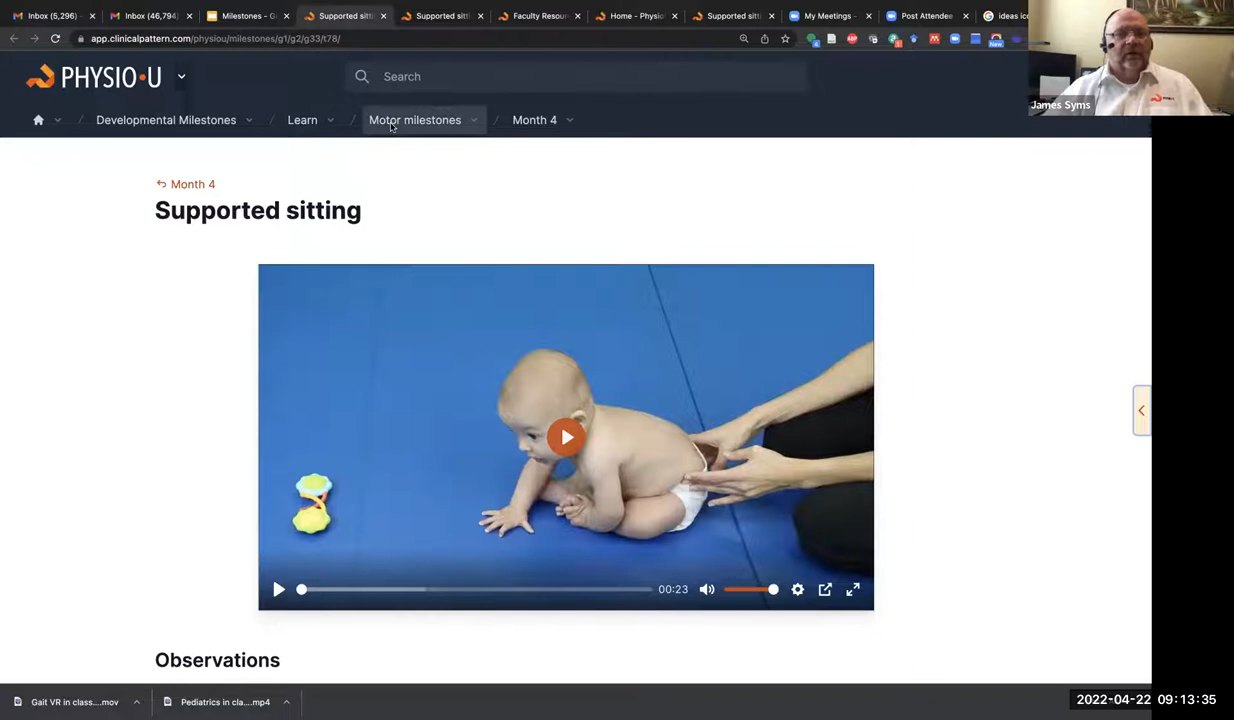 Inbox (5,296) -
Inbox (46,794)
Milestones - G
Supported sitti
Supported sitti
Faculty Resour
Home - Physio
Supported sitti
My Meetings -
Post Attendee
ideas ico
app.clinicalpattern.com/physiou/milestones/g1/g2/g33/t78/
New
PHYSIO•U
Search
James Syms
Developmental Milestones / Learn / Motor milestones / Month 4
Month 4
Supported sitting
00:23
Observations
Gait VR in class....mov
Pediatrics in cla....mp4
2022-04-22 09:13:35